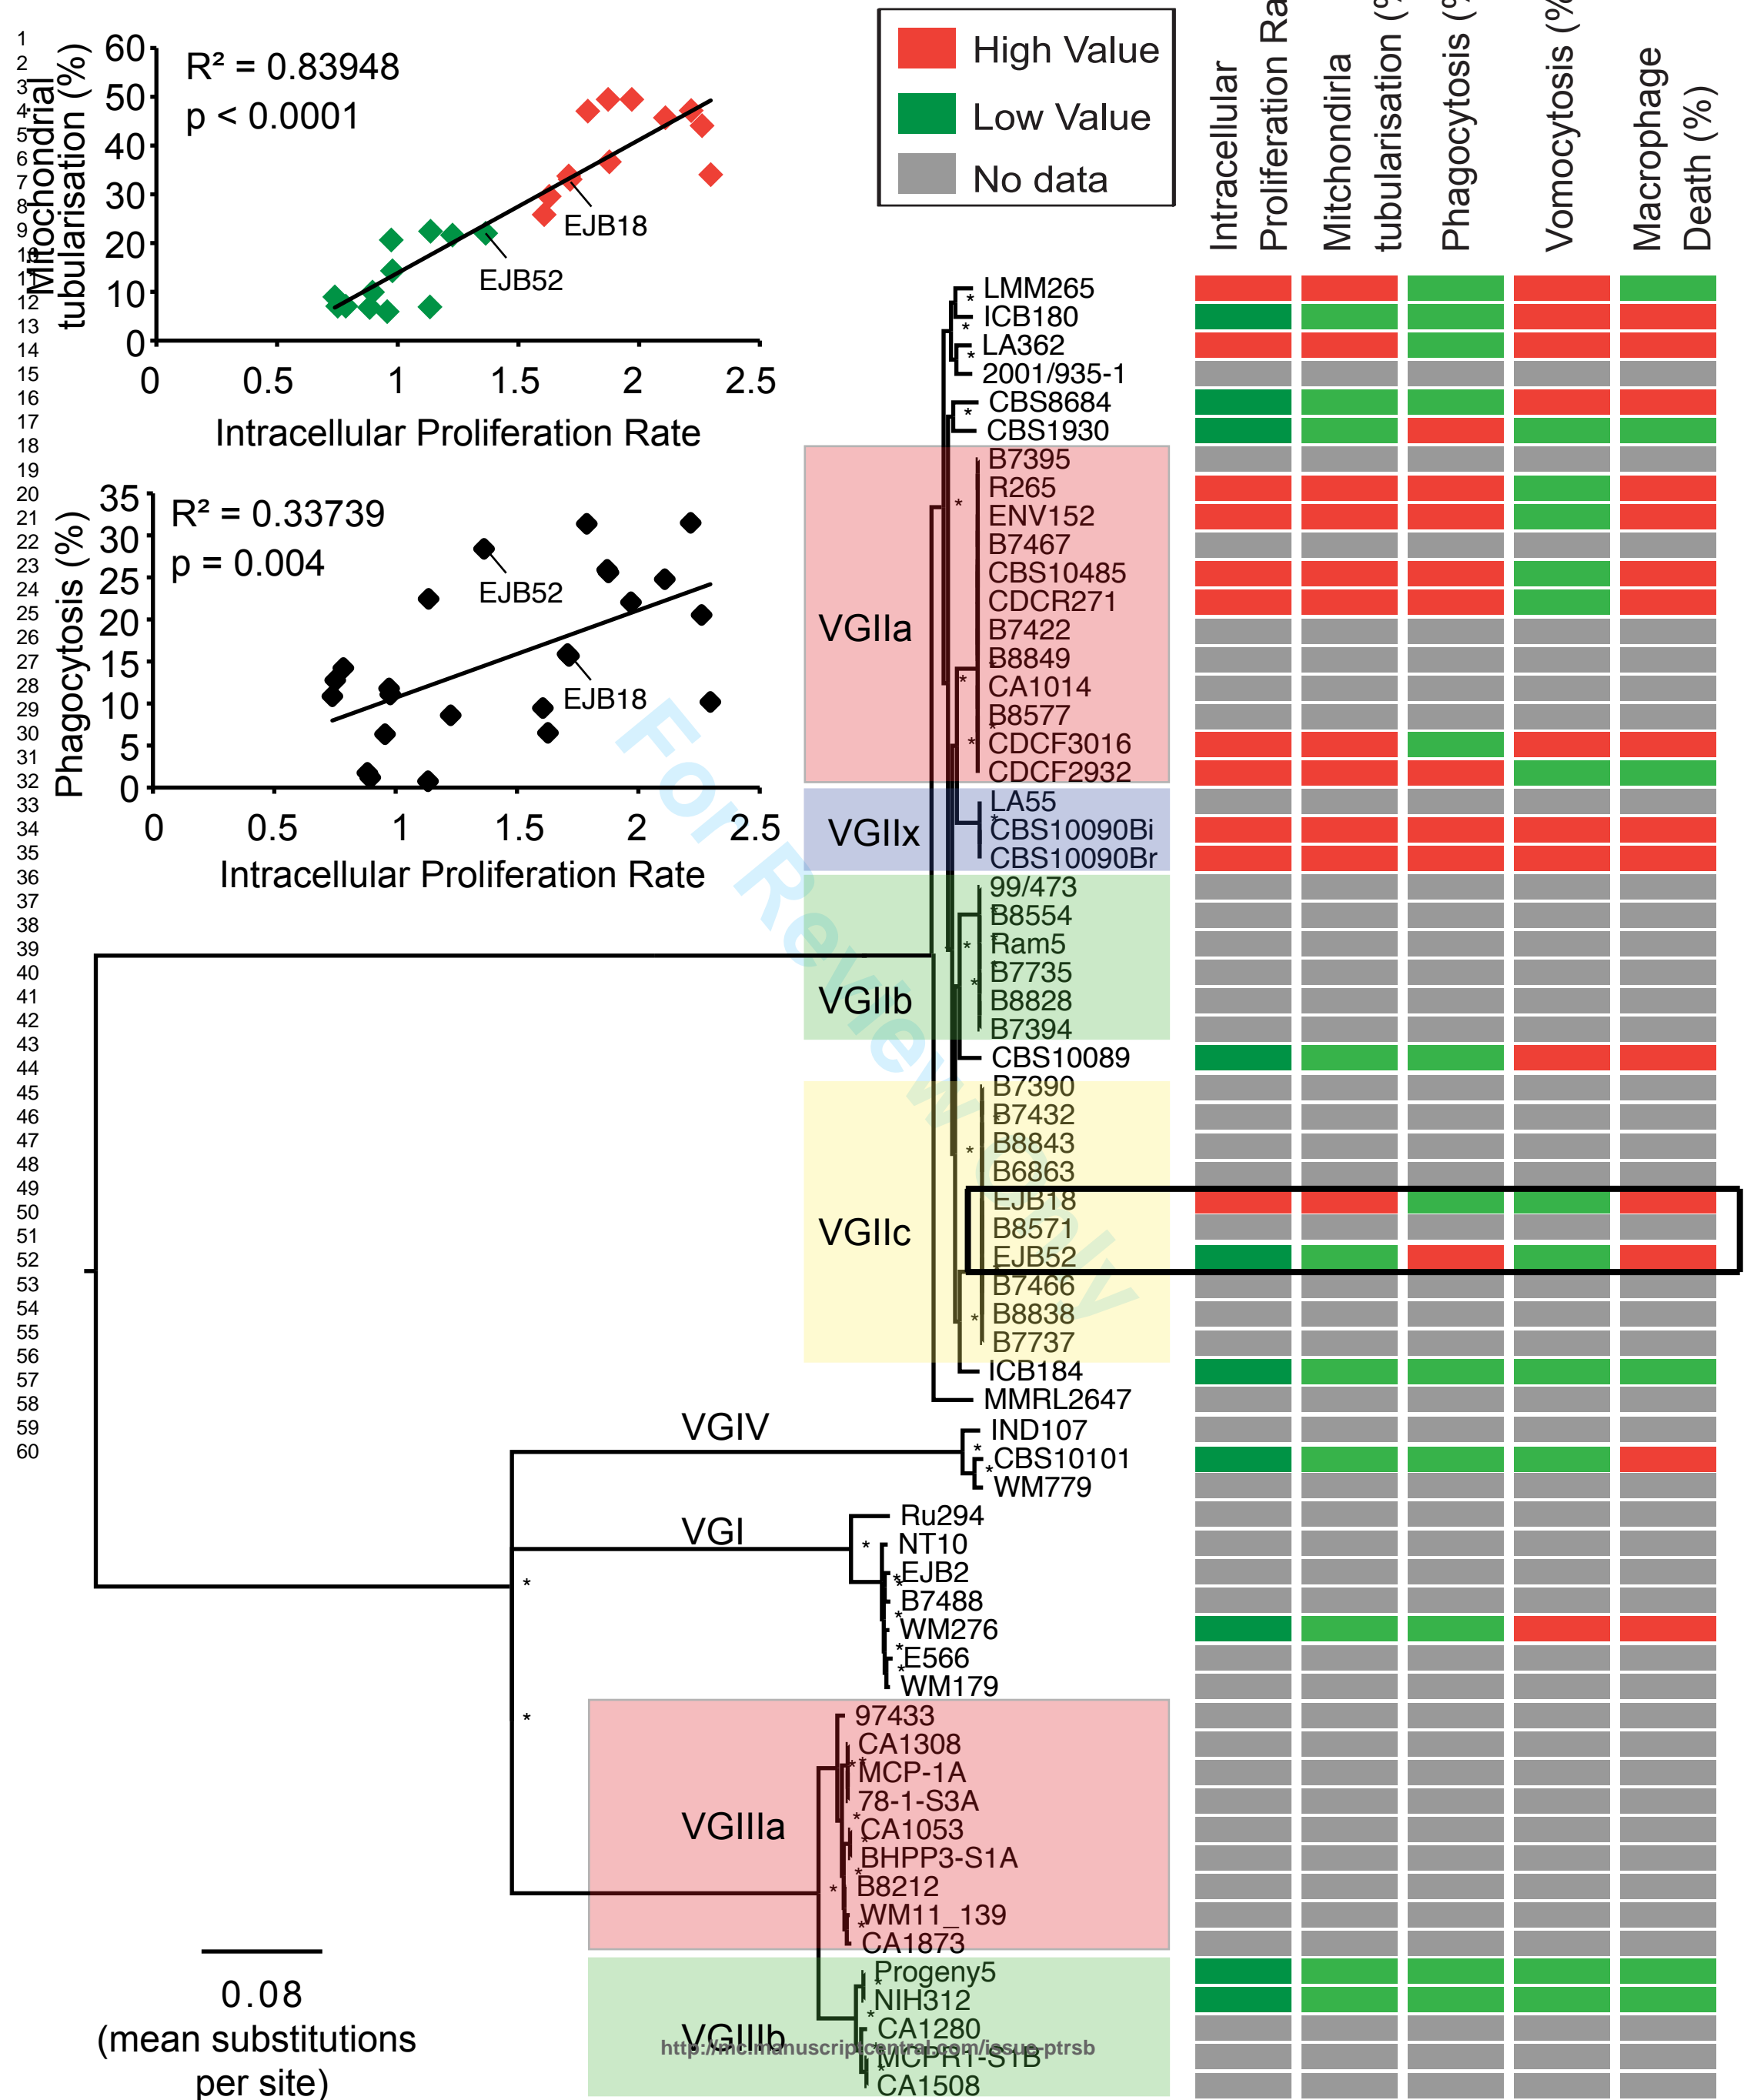 1
2
3
4
5
6
7
8
9
10
11
12
13
14
15
16
17
18
19
20
21
22
23
24
25
26
27
28
29
30
31
32
33
34
35
36
37
38
39
40
41
42
43
44
45
46
47
48
49
50
51
52
53
54
55
56
57
58
59
60
Mitochondrial
tubularisation (%)
60
50
40
30
20
10
0
R² = 0.83948
p < 0.0001
EJB18
EJB52
0 0.5 1 1.5 2 2.5
Intracellular Proliferation Rate
Phagocytosis (%)
35
30
25
20
15
10
5
0
R² = 0.33739
p = 0.004
EJB52
EJB18
0 0.5 1 1.5 2 2.5
Intracellular Proliferation Rate
High Value
Low Value
No data
Intracellular
Proliferation Ra
Mitchondirla
tubularisation (%
Phagocytosis (%
Vomocytosis (%
Macrophage
Death (%)
LMM265
ICB180
LA362
2001/935-1
CBS8684
CBS1930
VGIIa
B7395
R265
ENV152
B7467
CBS10485
CDCR271
B7422
B8849
CA1014
B8577
CDCF3016
CDCF2932
VGIIx
LA55
CBS10090Bi
CBS10090Br
VGIIb
99/473
B8554
Ram5
B7735
B8828
B7394
CBS10089
VGIIc
B7390
B7432
B8843
B6863
EJB18
B8571
EJB52
B7466
B8838
B7737
ICB184
MMRL2647
VGIV
IND107
CBS10101
WM779
VGI
Ru294
NT10
EJB2
B7488
WM276
E566
WM179
VGIIIa
97433
CA1308
MCP-1A
78-1-S3A
CA1053
BHPP3-S1A
B8212
WM11_139
CA1873
VGIIIb
Progeny5
NIH312
CA1280
MCPR1-S1B
CA1508
0.08
(mean substitutions
per site)
For Review Only
http://mc.manuscriptcentral.com/issue-ptrsb